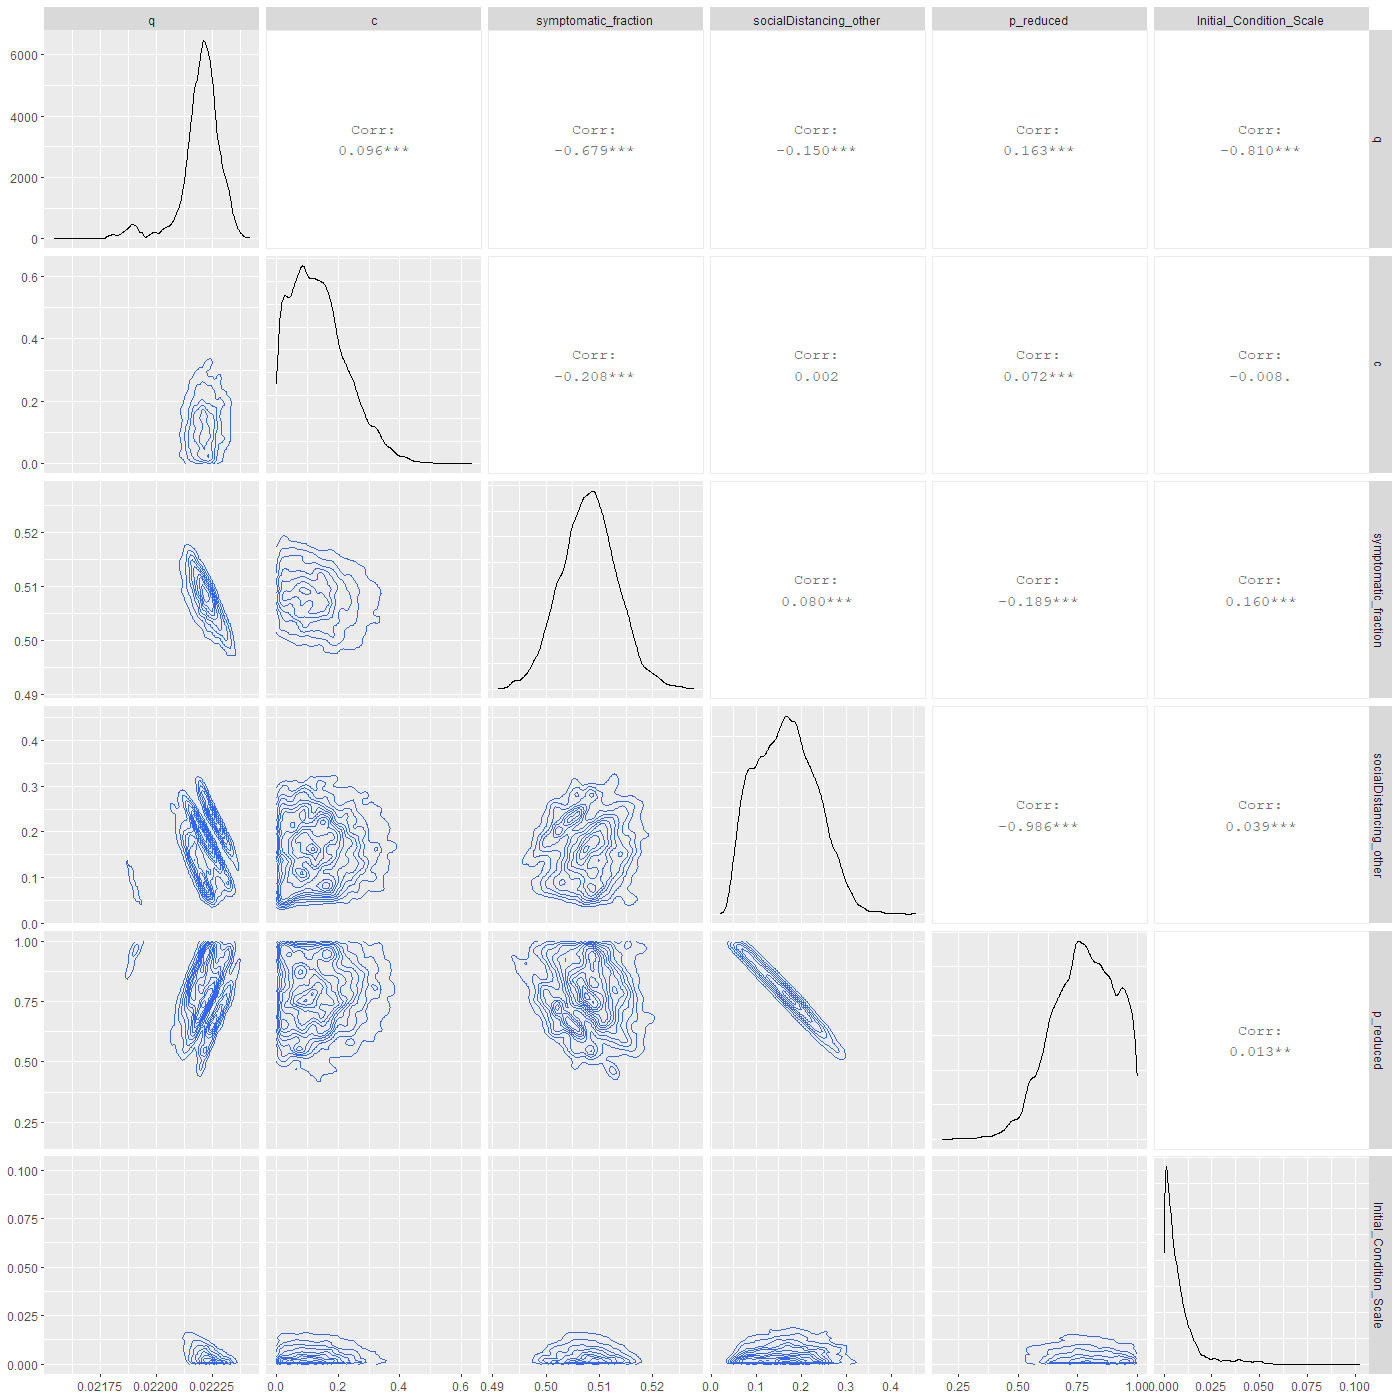 q c symptomatic_fraction socialDistancing_other p_reduced Initial_Condition_Scale
6000
4000
2000
0
Corr:
0.096***
Corr:
-0.679***
Corr:
-0.150***
Corr:
0.163***
Corr:
-0.810***
q
0.6
0.4
0.2
0.0
Corr:
-0.208***
Corr:
0.002
Corr:
0.072***
Corr:
-0.008.
c
0.52
0.51
0.50
0.49
Corr:
0.080***
Corr:
-0.189***
Corr:
0.160***
symptomatic_fraction
0.4
0.3
0.2
0.1
0.0
Corr:
-0.986***
Corr:
0.039***
socialDistancing_other
1.00
0.75
0.50
0.25
Corr:
0.013**
p_reduced
0.100
0.075
0.050
0.025
0.000
Initial_Condition_Scale
0.02175 0.02200 0.02225 0.0 0.2 0.4 0.6 0.49 0.50 0.51 0.52 0.0 0.1 0.2 0.3 0.4 0.25 0.50 0.75 1.00 0.000 0.025 0.050 0.075 0.100